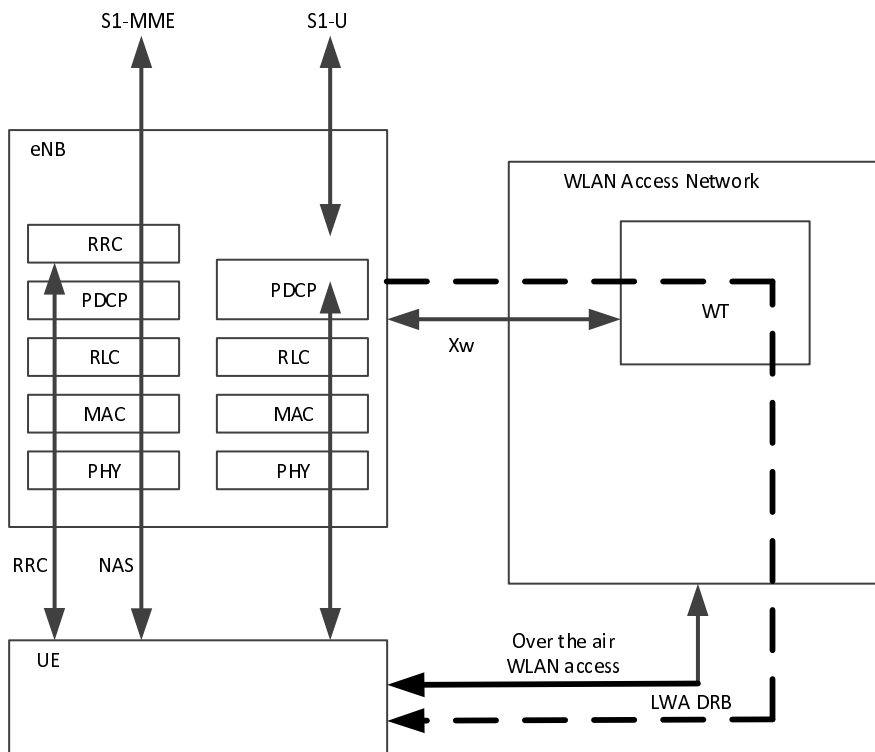 S1-MME
S1-U
eNB
WLAN Access Network
RRC
PDCP
PDCP
WT
Xw
RLC
RLC
MAC
MAC
PHY
PHY
RRC
NAS
UE
Over the air
WLAN access
LWA DRB